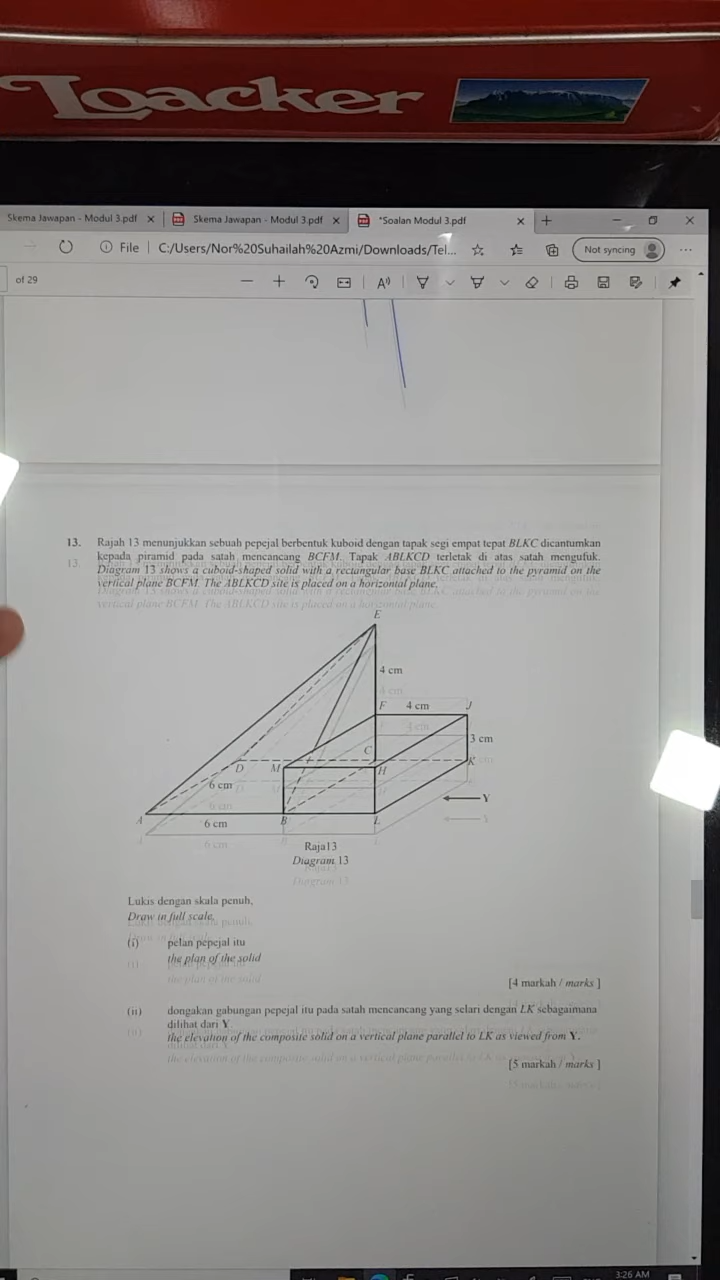 Loacker
Skema Jawapan - Modul 3.pdf
Skema Jawapan - Modul 3.pdf
*Soalan Modul 3.pdf
File
C:/Users/Nor%20Suhailah%20Azmi/Downloads/Tel...
Not syncing
of 29
13. Rajah 13 menunjukkan sebuah pepejal berbentuk kuboid dengan tapak segi empat tepat BLKC dicantumkan
kepada piramid pada satah mencancang BCFM. Tapak ABLKCD terletak di atas satah mengufuk.
Diagram 13 shows a cuboid-shaped solid with a rectangular base BLKC attached to the pyramid on the
vertical plane BCFM. The ABLKCD site is placed on a horizontal plane.
E
4 cm
F 4 cm J
3 cm
C
D M H K
6 cm
Y
A B L
6 cm
Raja13
Diagram 13
Lukis dengan skala penuh,
Draw in full scale,
(i) pelan pepejal itu
the plan of the solid
[4 markah / marks ]
(ii) dongakan gabungan pepejal itu pada satah mencancang yang selari dengan LK sebagaimana
dilihat dari Y.
the elevation of the composite solid on a vertical plane parallel to LK as viewed from Y.
[5 markah / marks ]
3:26 AM